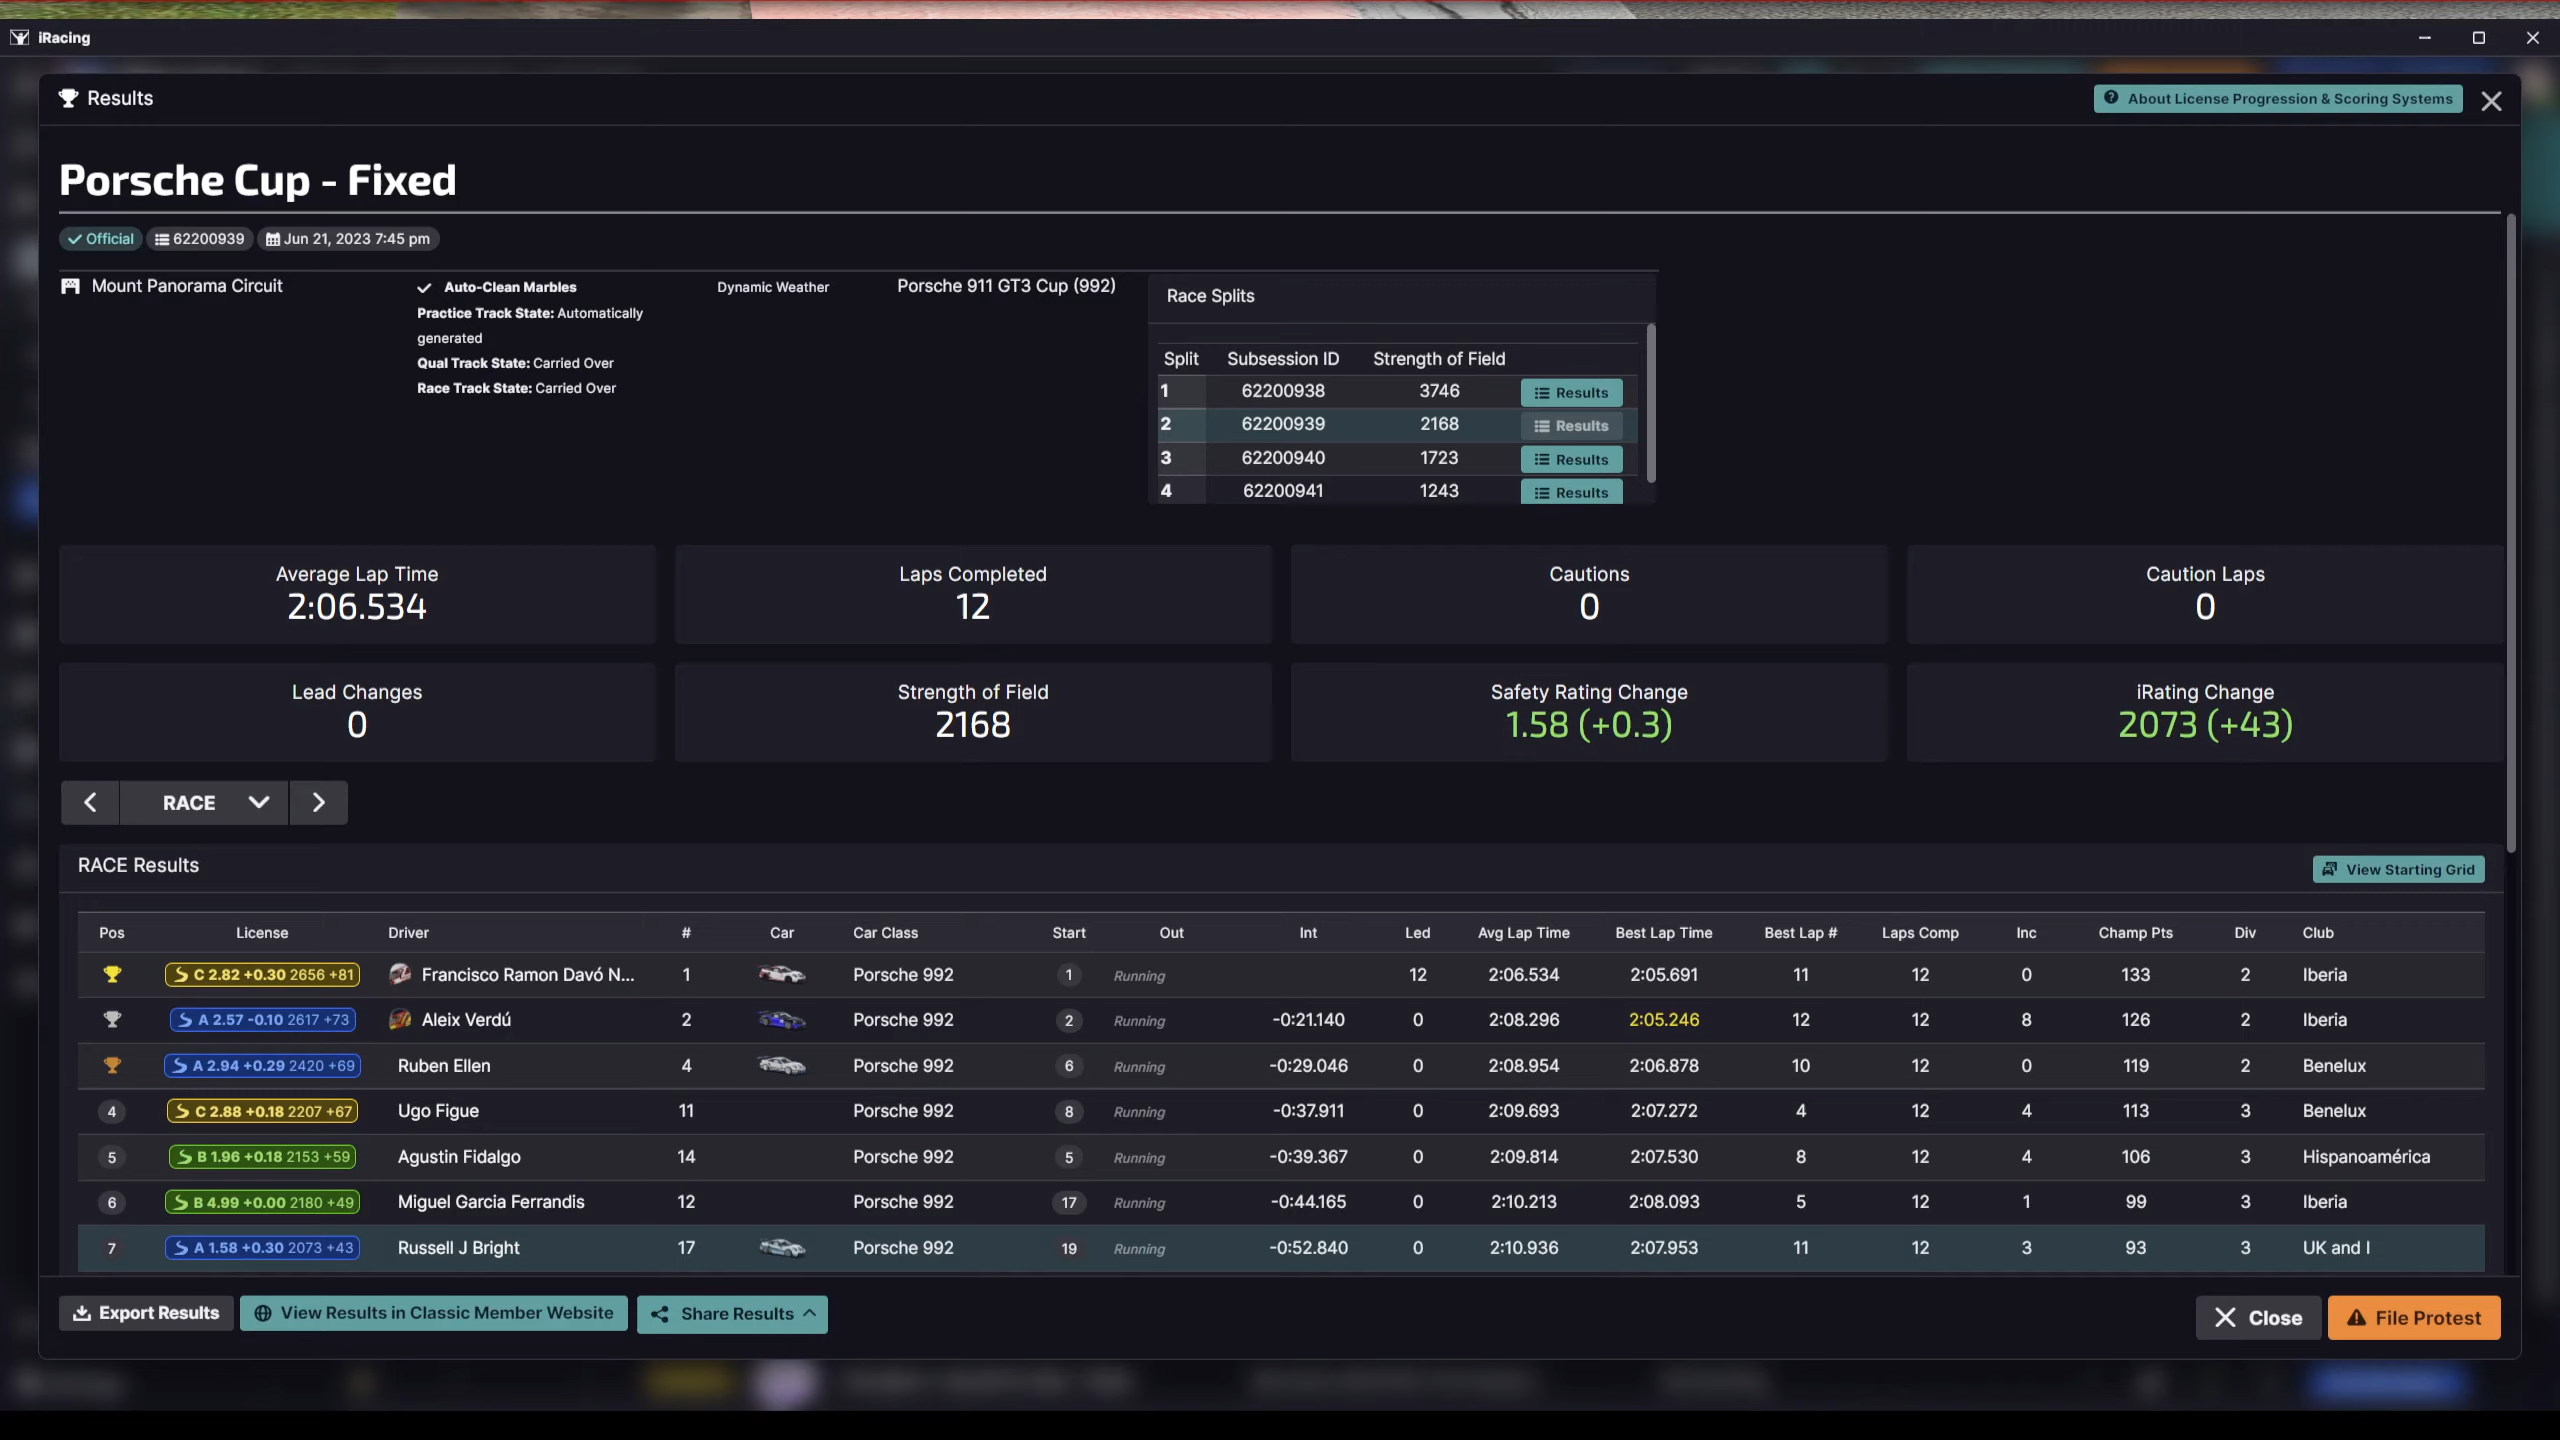 iRacing
Results
About License Progression & Scoring Systems
Porsche Cup - Fixed
Official 62200939 Jun 21, 2023 7:45 pm
Mount Panorama Circuit
Auto-Clean Marbles
Practice Track State: Automatically
generated
Qual Track State: Carried Over
Race Track State: Carried Over
Dynamic Weather
Porsche 911 GT3 Cup (992)
Race Splits
Split Subsession ID Strength of Field
1 62200938 3746 Results
2 62200939 2168 Results
3 62200940 1723 Results
4 62200941 1243 Results
Average Lap Time
2:06.534
Laps Completed
12
Cautions
0
Caution Laps
0
Lead Changes
0
Strength of Field
2168
Safety Rating Change
1.58 (+0.3)
iRating Change
2073 (+43)
RACE
RACE Results
View Starting Grid
Pos License Driver # Car Car Class Start Out Int Led Avg Lap Time Best Lap Time Best Lap # Laps Comp Inc Champ Pts Div Club
C 2.82 +0.30 2656 +81 Francisco Ramon Davó N... 1 Porsche 992 1 Running 12 2:06.534 2:05.691 11 12 0 133 2 Iberia
A 2.57 -0.10 2617 +73 Aleix Verdú 2 Porsche 992 2 Running -0:21.140 0 2:08.296 2:05.246 12 12 8 126 2 Iberia
A 2.94 +0.29 2420 +69 Ruben Ellen 4 Porsche 992 6 Running -0:29.046 0 2:08.954 2:06.878 10 12 0 119 2 Benelux
4 C 2.88 +0.18 2207 +67 Ugo Figue 11 Porsche 992 8 Running -0:37.911 0 2:09.693 2:07.272 4 12 4 113 3 Benelux
5 B 1.96 +0.18 2153 +59 Agustin Fidalgo 14 Porsche 992 5 Running -0:39.367 0 2:09.814 2:07.530 8 12 4 106 3 Hispanoamérica
6 B 4.99 +0.00 2180 +49 Miguel Garcia Ferrandis 12 Porsche 992 17 Running -0:44.165 0 2:10.213 2:08.093 5 12 1 99 3 Iberia
7 A 1.58 +0.30 2073 +43 Russell J Bright 17 Porsche 992 19 Running -0:52.840 0 2:10.936 2:07.953 11 12 3 93 3 UK and I
Export Results
View Results in Classic Member Website
Share Results
Close
File Protest